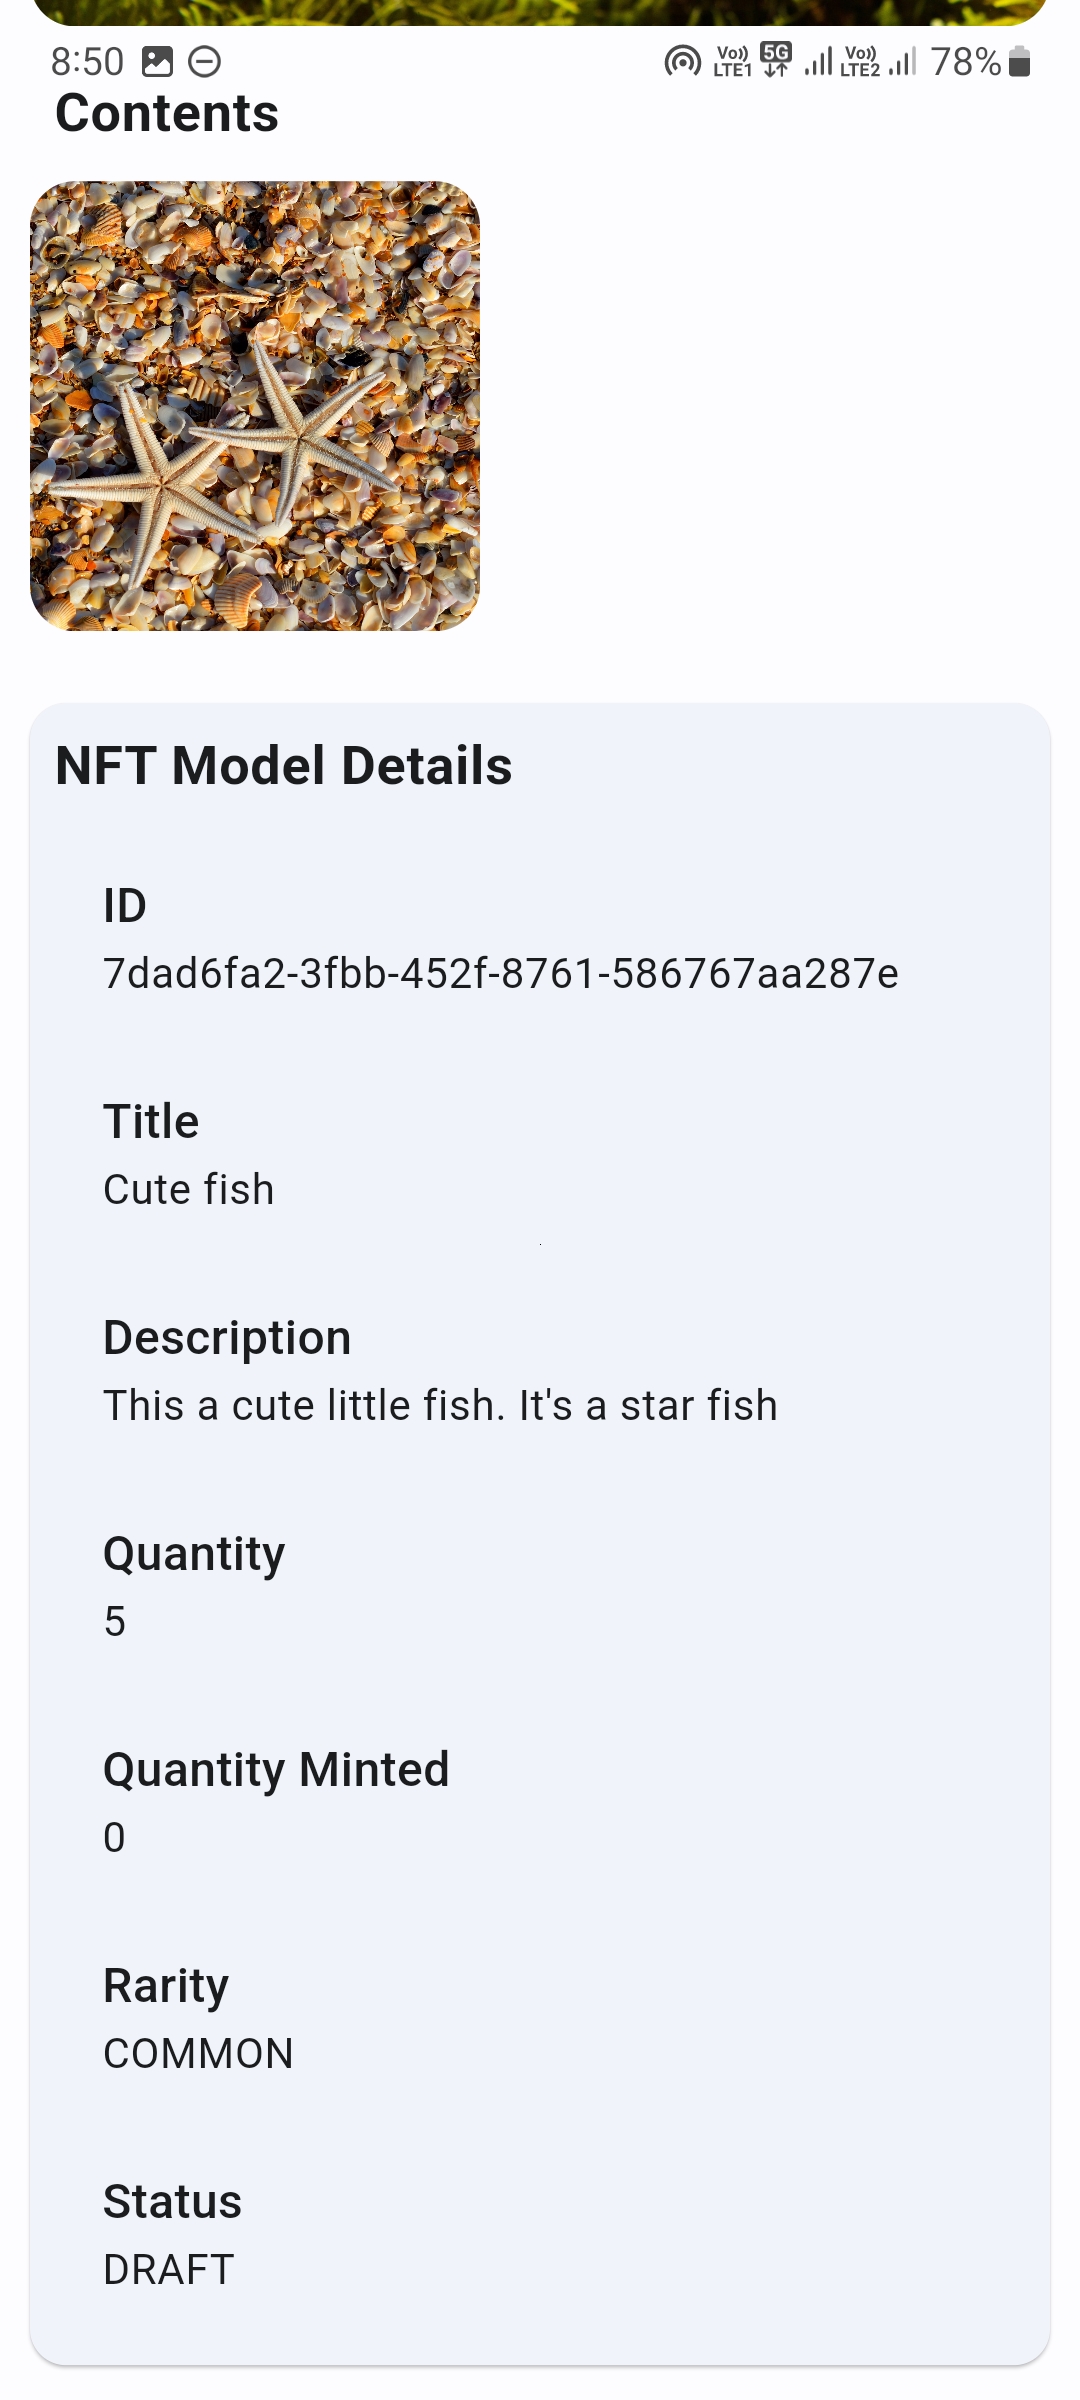 8:50 Vo)) LTE1 5G Vo)) LTE2 78%
Contents
NFT Model Details
ID
7dad6fa2-3fbb-452f-8761-586767aa287e
Title
Cute fish
Description
This a cute little fish. It's a star fish
Quantity
5
Quantity Minted
0
Rarity
COMMON
Status
DRAFT